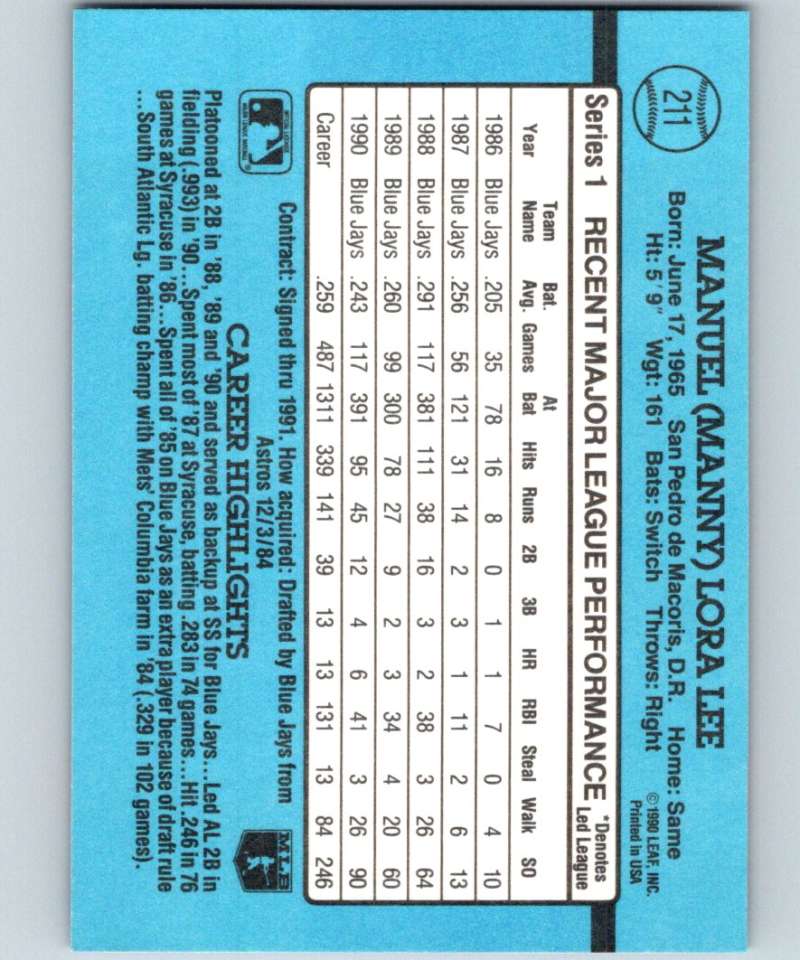 211
MANUEL (MANNY) LORA LEE
Born: June 17, 1965 San Pedro de Macoris, D.R. Home: Same
Ht: 5'9" Wgt: 161 Bats: Switch Throws: Right
© 1990 LEAF, INC.
Printed in USA
Series 1 RECENT MAJOR LEAGUE PERFORMANCE *Denotes Led League
Year Team Name Bat. Avg. Games At Bat Hits Runs 2B 3B HR RBI Steal Walk SO
1986 Blue Jays .205 35 78 16 8 0 1 1 7 0 4 10
1987 Blue Jays .256 56 121 31 14 2 3 1 11 2 6 13
1988 Blue Jays .291 117 381 111 38 16 3 2 38 3 26 64
1989 Blue Jays .260 99 300 78 27 9 2 3 34 4 20 60
1990 Blue Jays .243 117 391 95 45 12 4 6 41 3 26 90
Career .259 487 1311 339 141 39 13 13 131 13 84 246
Contract: Signed thru 1991. How acquired: Drafted by Blue Jays from
Astros 12/3/84
MLB
CAREER HIGHLIGHTS
Platooned at 2B in '88, '89 and '90 and served as backup at SS for Blue Jays...Led AL 2B in
fielding (.993) in '90...Spent most of '87 at Syracuse, batting .283 in 74 games...Hit .246 in 76
games at Syracuse in '86...Spent all of '85 on Blue Jays as an extra player because of draft rule
...South Atlantic Lg. batting champ with Mets' Columbia farm in '84 (.329 in 102 games).